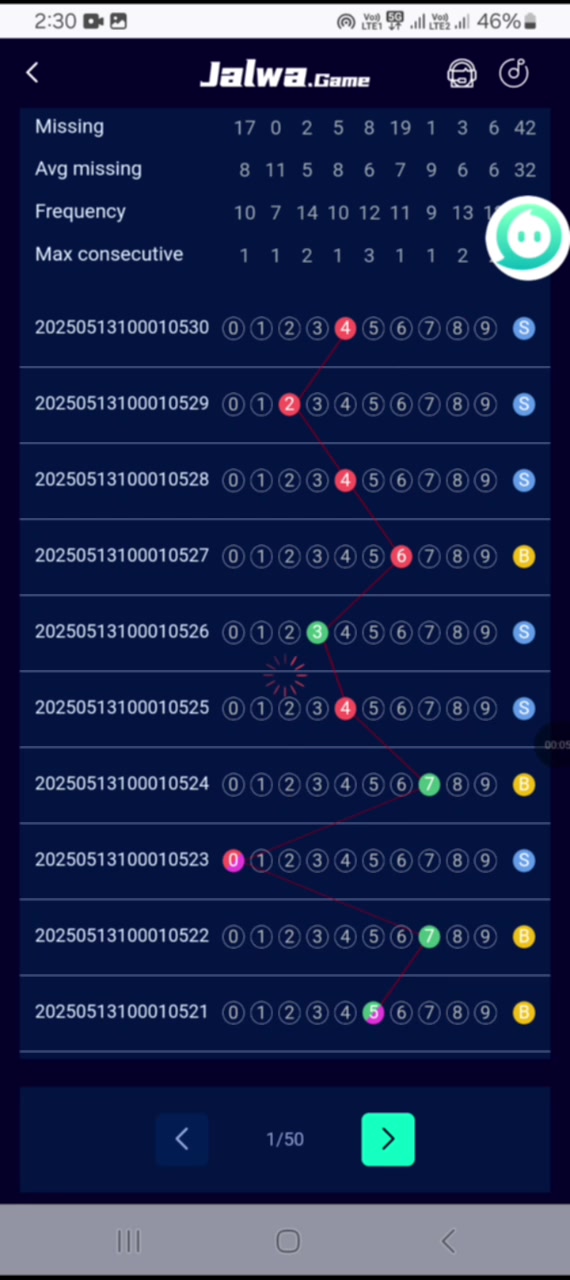 2:30 Vo) LTE1 5G Vo) LTE2 46%
Jalwa.Game
Missing 17 0 2 5 8 19 1 3 6 42
Avg missing 8 11 5 8 6 7 9 6 6 32
Frequency 10 7 14 10 12 11 9 13
Max consecutive 1 1 2 1 3 1 1 2
20250513100010530 0 1 2 3 4 5 6 7 8 9 S
20250513100010529 0 1 2 3 4 5 6 7 8 9 S
20250513100010528 0 1 2 3 4 5 6 7 8 9 S
20250513100010527 0 1 2 3 4 5 6 7 8 9 B
20250513100010526 0 1 2 3 4 5 6 7 8 9 S
20250513100010525 0 1 2 3 4 5 6 7 8 9 S
00:05
20250513100010524 0 1 2 3 4 5 6 7 8 9 B
20250513100010523 0 1 2 3 4 5 6 7 8 9 S
20250513100010522 0 1 2 3 4 5 6 7 8 9 B
20250513100010521 0 1 2 3 4 5 6 7 8 9 B
1/50